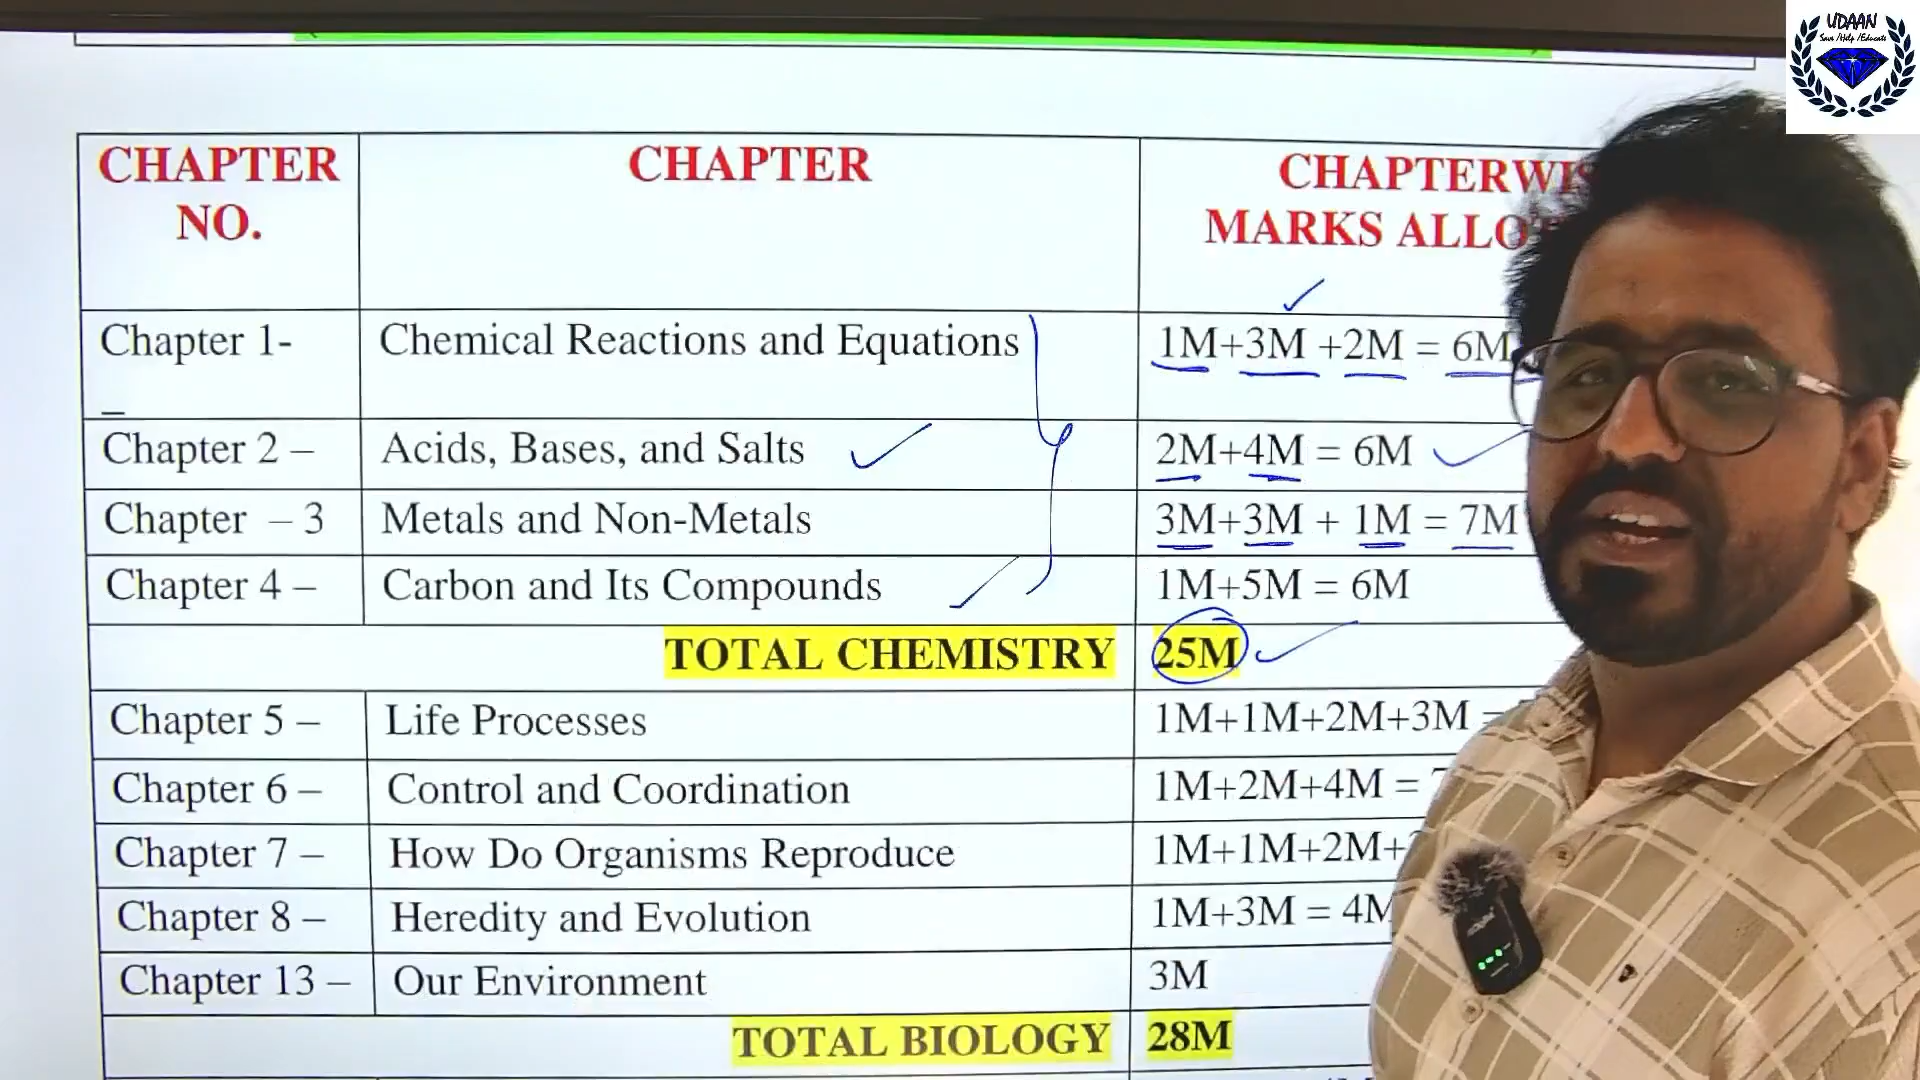 UDAAN
Save /Help /Educate
CHAPTER NO.
CHAPTER
MARKS
Chapter 1-
Chemical Reactions and Equations
1M+3M +2M = 6M
Chapter 2 –
Acids, Bases, and Salts
2M+4M = 6M
Chapter – 3
Metals and Non-Metals
3M+3M + 1M = 7M
Chapter 4 –
Carbon and Its Compounds
1M+5M = 6M
TOTAL CHEMISTRY
25M
Chapter 5 –
Life Processes
1M+1M+2M+3M =
Chapter 6 –
Control and Coordination
1M+2M+4M =
Chapter 7 –
How Do Organisms Reproduce
1M+1M+2M+
Chapter 8 –
Heredity and Evolution
1M+3M = 4M
Chapter 13 –
Our Environment
3M
TOTAL BIOLOGY
28M